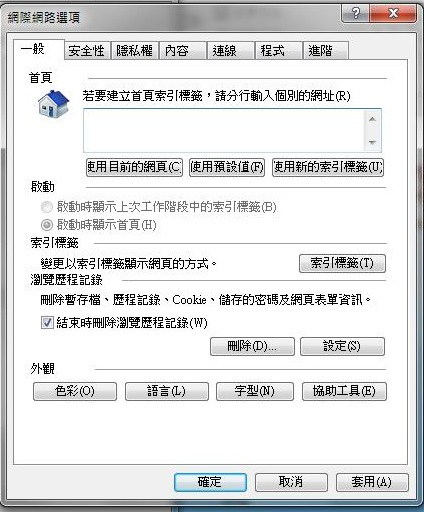 網際網路選項
一般 安全性 隱私權 內容 連線 程式 進階
首頁
若要建立首頁索引標籤，請分行輸入個別的網址(R)
使用目前的網頁(C 使用預設值(F) 使用新的索引標籤(U)
啟動
啟動時顯示上次工作階段中的索引標籤(B)
啟動時顯示首頁(H)
索引標籤
變更以索引標籤顯示網頁的方式。 索引標籤(T)
瀏覽歷程記錄
刪除暫存檔、歷程記錄、Cookie、儲存的密碼及網頁表單資訊。
結束時刪除瀏覽歷程記錄(W)
刪除(D)... 設定(S)
外觀
色彩(O) 語言(L) 字型(N) 協助工具(E)
確定 取消 套用(A)